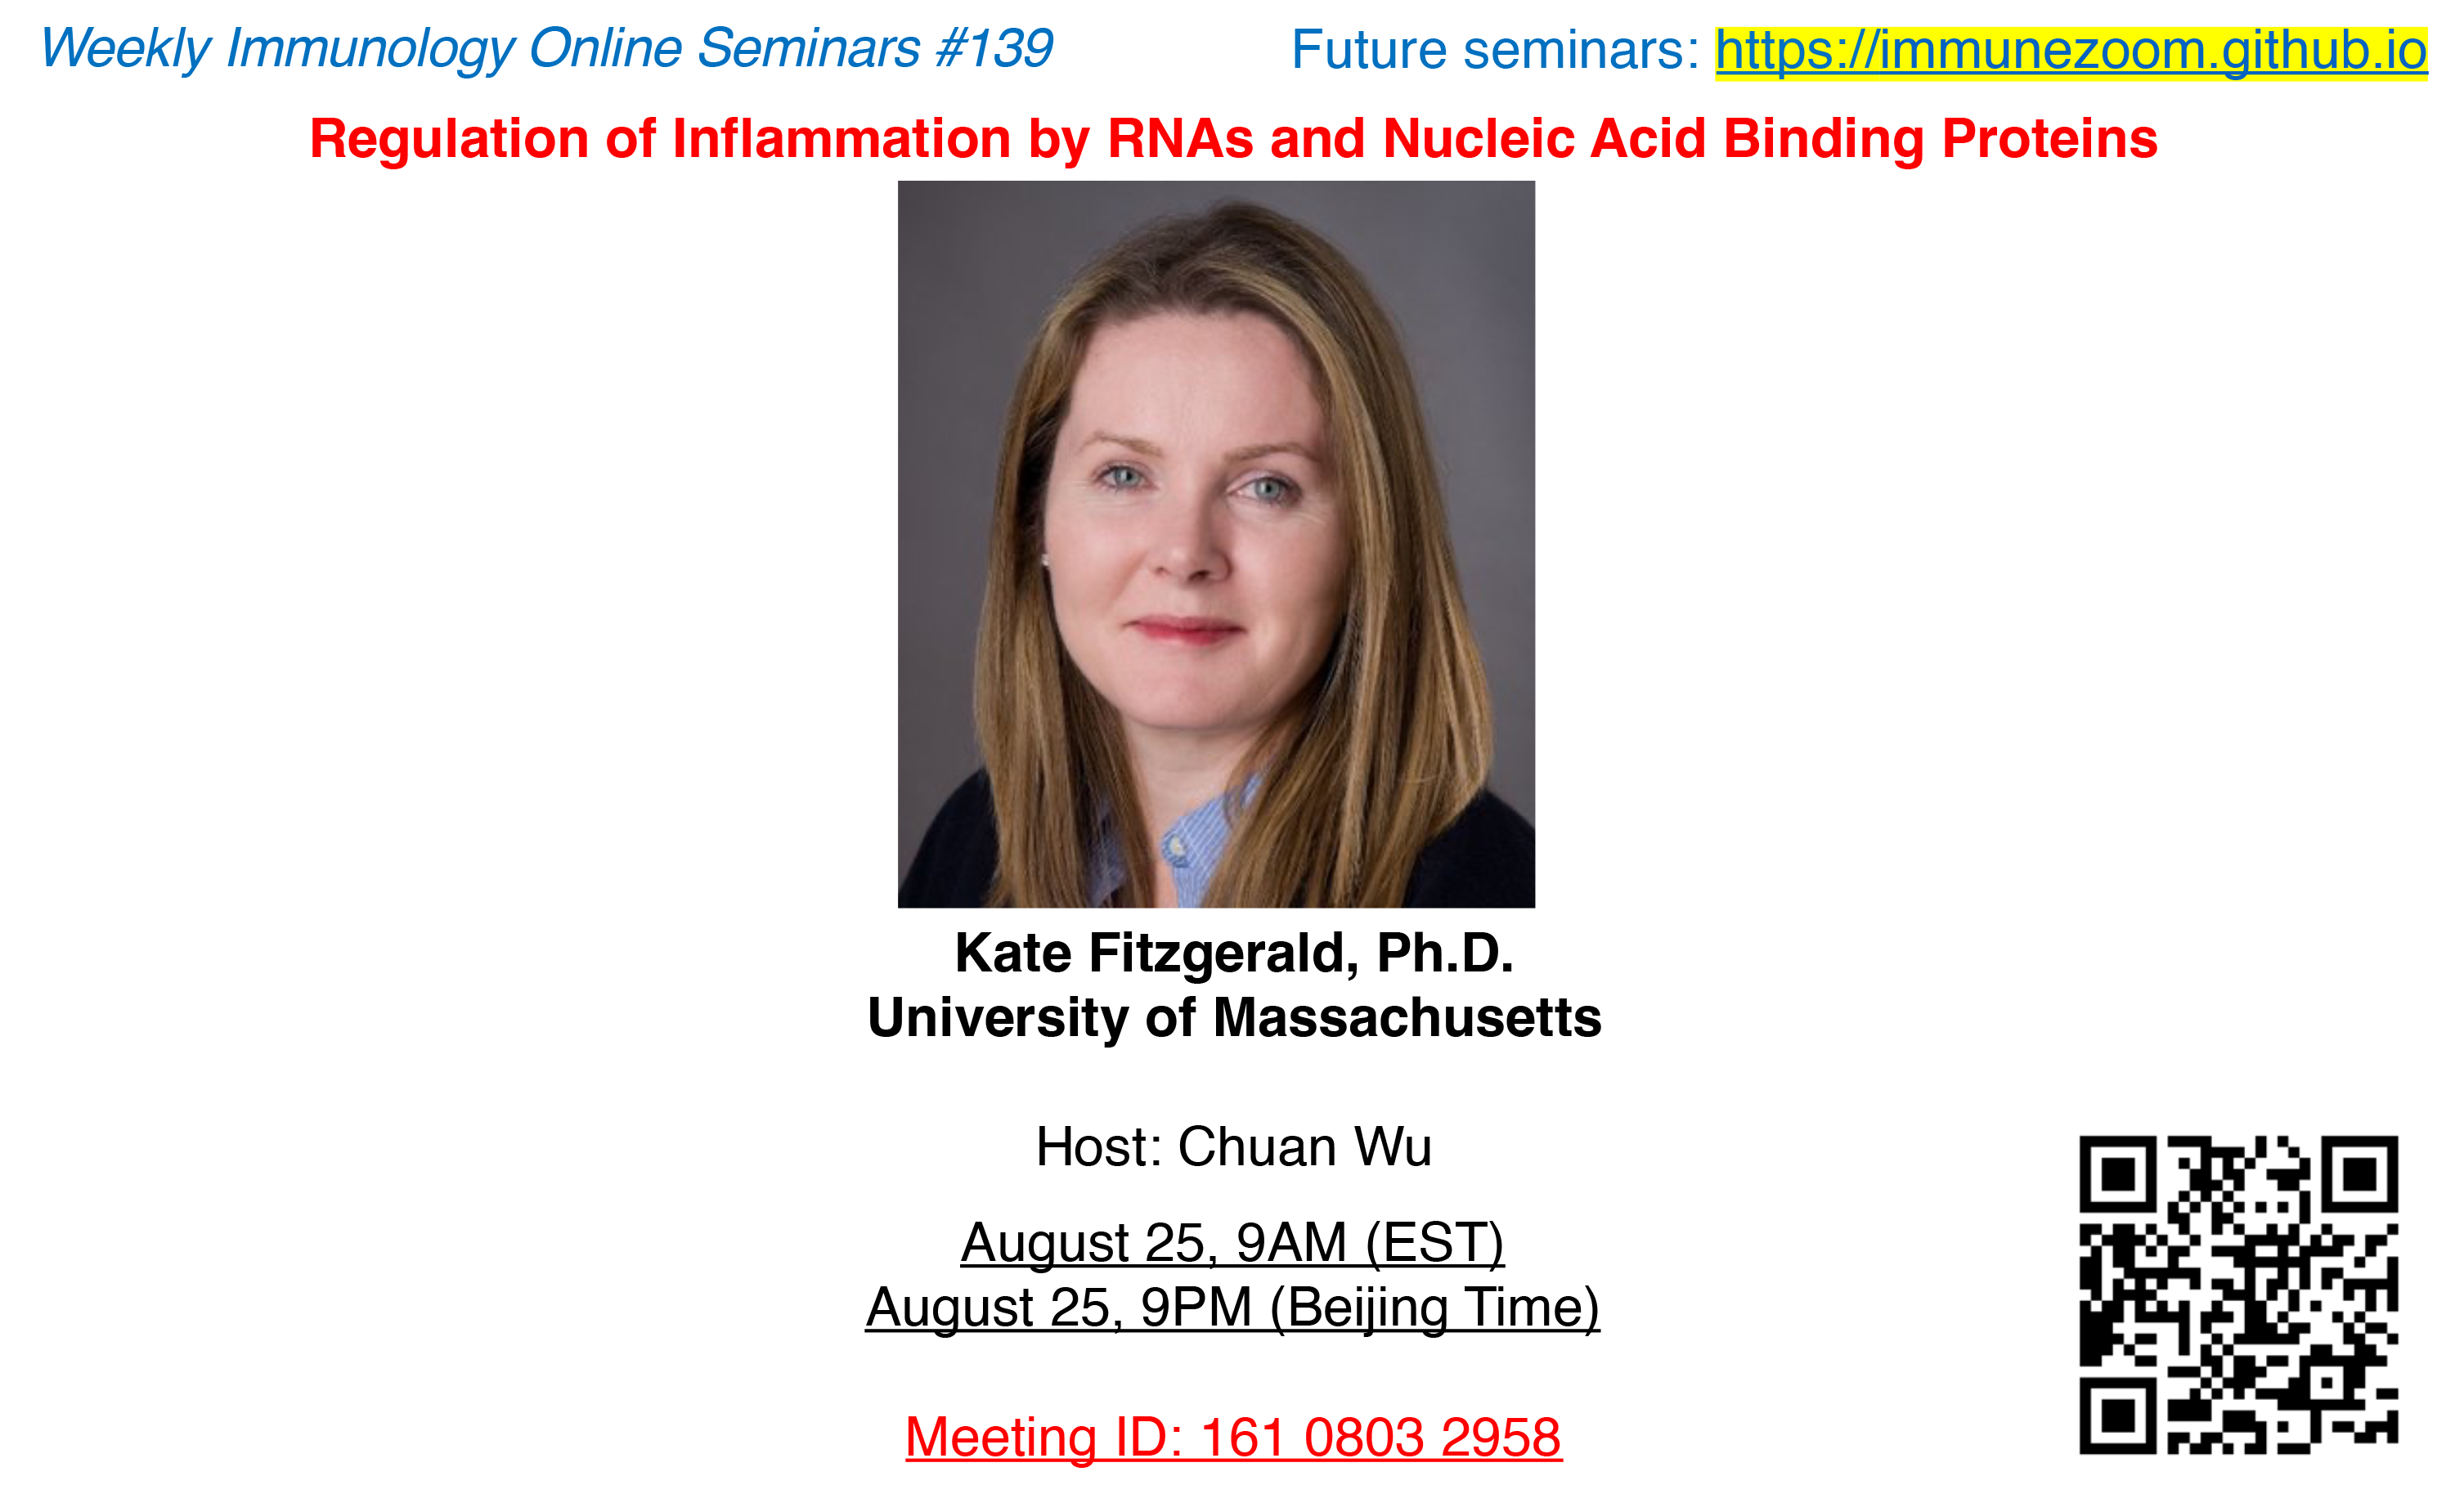 Weekly Immunology Online Seminars #139
Future seminars: https://immunezoom.github.io
Regulation of Inflammation by RNAs and Nucleic Acid Binding Proteins
Kate Fitzgerald, Ph.D.
University of Massachusetts
Host: Chuan Wu
August 25, 9AM (EST)
August 25, 9PM (Beijing Time)
Meeting ID: 161 0803 2958